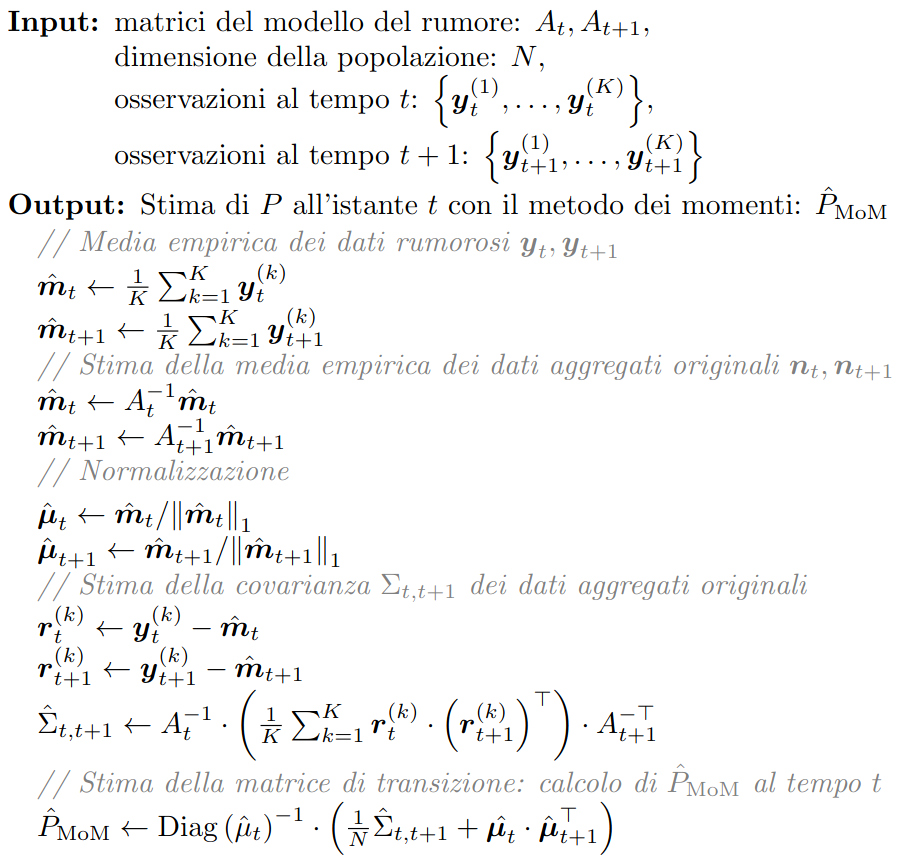 Input: matrici del modello del rumore: $A_t, A_{t+1}$,
dimensione della popolazione: $N$,
osservazioni al tempo $t$: $\left\{\boldsymbol{y}_t^{(1)}, \ldots, \boldsymbol{y}_t^{(K)}\right\}$,
osservazioni al tempo $t+1$: $\left\{\boldsymbol{y}_{t+1}^{(1)}, \ldots, \boldsymbol{y}_{t+1}^{(K)}\right\}$
Output: Stima di $P$ all'istante $t$ con il metodo dei momenti: $\hat{P}_{\text{MoM}}$
// Media empirica dei dati rumorosi $\boldsymbol{y}_t, \boldsymbol{y}_{t+1}$
$\hat{\boldsymbol{m}}_t \leftarrow \frac{1}{K} \sum_{k=1}^{K} \boldsymbol{y}_t^{(k)}$
$\hat{\boldsymbol{m}}_{t+1} \leftarrow \frac{1}{K} \sum_{k=1}^{K} \boldsymbol{y}_{t+1}^{(k)}$
// Stima della media empirica dei dati aggregati originali $\boldsymbol{n}_t, \boldsymbol{n}_{t+1}$
$\hat{\boldsymbol{m}}_t \leftarrow A_t^{-1} \hat{\boldsymbol{m}}_t$
$\hat{\boldsymbol{m}}_{t+1} \leftarrow A_{t+1}^{-1} \hat{\boldsymbol{m}}_{t+1}$
// Normalizzazione
$\hat{\boldsymbol{\mu}}_t \leftarrow \hat{\boldsymbol{m}}_t / \|\hat{\boldsymbol{m}}_t\|_1$
$\hat{\boldsymbol{\mu}}_{t+1} \leftarrow \hat{\boldsymbol{m}}_{t+1} / \|\hat{\boldsymbol{m}}_{t+1}\|_1$
// Stima della covarianza $\Sigma_{t,t+1}$ dei dati aggregati originali
$\boldsymbol{r}_t^{(k)} \leftarrow \boldsymbol{y}_t^{(k)} - \hat{\boldsymbol{m}}_t$
$\boldsymbol{r}_{t+1}^{(k)} \leftarrow \boldsymbol{y}_{t+1}^{(k)} - \hat{\boldsymbol{m}}_{t+1}$
$\hat{\Sigma}_{t,t+1} \leftarrow A_t^{-1} \cdot \left(\frac{1}{K} \sum_{k=1}^{K} \boldsymbol{r}_t^{(k)} \cdot \left(\boldsymbol{r}_{t+1}^{(k)}\right)^\top\right) \cdot A_{t+1}^{-\top}$
// Stima della matrice di transizione: calcolo di $\hat{P}_{\text{MoM}}$ al tempo $t$
$\hat{P}_{\text{MoM}} \leftarrow \text{Diag}\left(\hat{\mu}_t\right)^{-1} \cdot \left(\frac{1}{N} \hat{\Sigma}_{t,t+1} + \hat{\boldsymbol{\mu}}_t \cdot \hat{\boldsymbol{\mu}}_{t+1}^\top\right)$